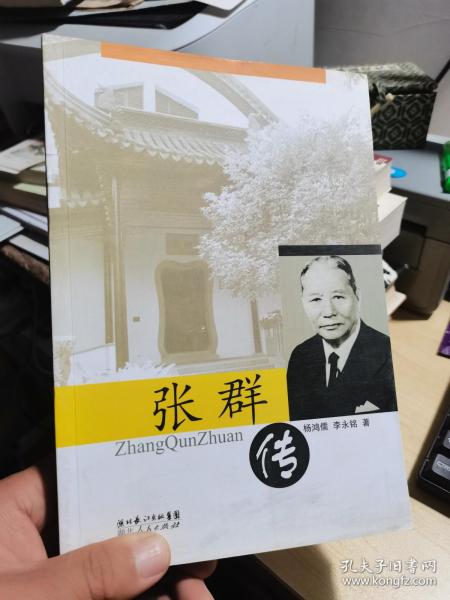 张群
ZhangQunZhuan
传
杨鸿儒 李永铭 著
湖北长江出版集团
湖北人民出版社
孔夫子旧书网
www.kongfz.com